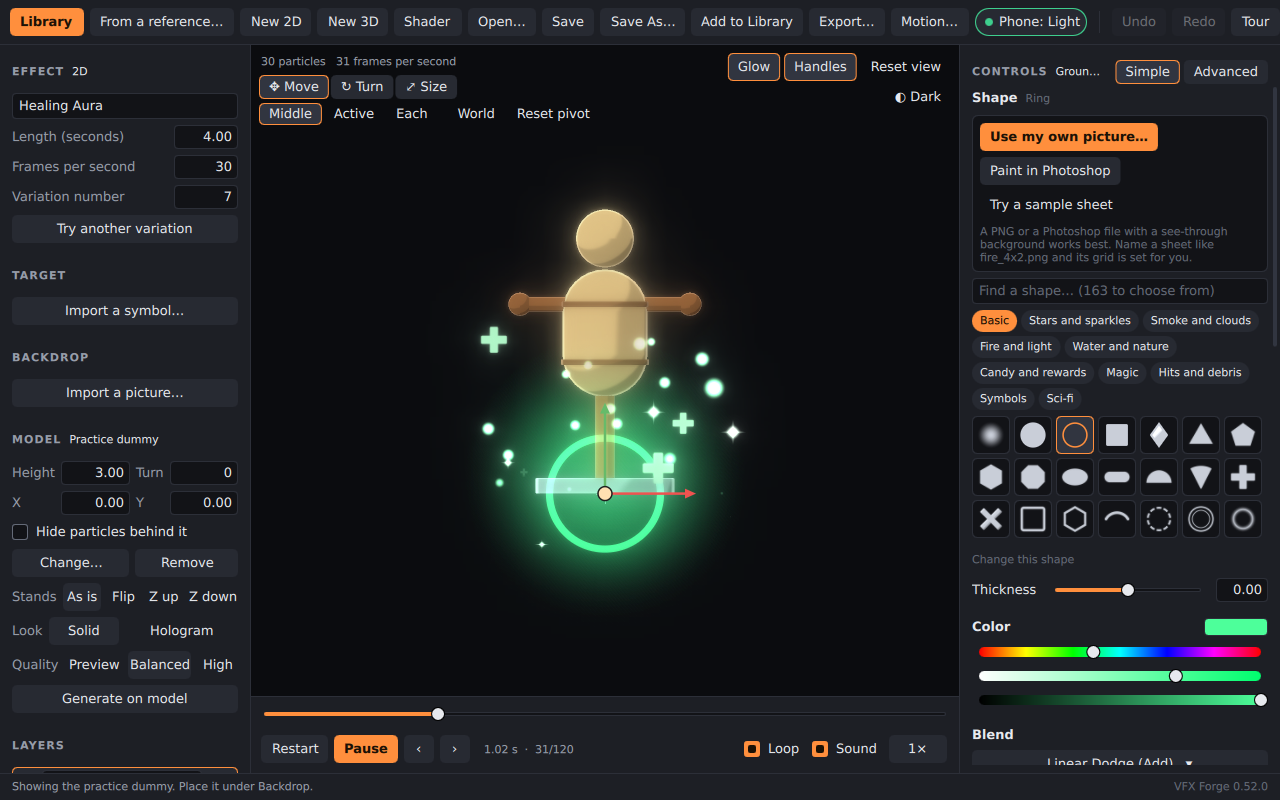 Library From a reference… New 2D New 3D Shader Open… Save Save As… Add to Library Export… Motion… Phone: Light Undo Redo Tour
EFFECT 2D
Healing Aura
Length (seconds) 4.00
Frames per second 30
Variation number 7
Try another variation
TARGET
Import a symbol…
BACKDROP
Import a picture…
MODEL Practice dummy
Height 3.00 Turn 0
X 0.00 Y 0.00
Hide particles behind it
Change… Remove
Stands As is Flip Z up Z down
Look Solid Hologram
Quality Preview Balanced High
Generate on model
LAYERS
30 particles 31 frames per second
Move Turn Size
Middle Active Each World Reset pivot
Glow Handles Reset view
Dark
Restart Pause ‹ › 1.02 s · 31/120 Loop Sound 1×
CONTROLS Groun… Simple Advanced
Shape Ring
Use my own picture…
Paint in Photoshop
Try a sample sheet
A PNG or a Photoshop file with a see-through
background works best. Name a sheet like
fire_4x2.png and its grid is set for you.
Find a shape… (163 to choose from)
Basic Stars and sparkles Smoke and clouds
Fire and light Water and nature
Candy and rewards Magic Hits and debris
Symbols Sci-fi
Change this shape
Thickness 0.00
Color
Blend
Linear Dodge (Add)
Showing the practice dummy. Place it under Backdrop.
VFX Forge 0.52.0